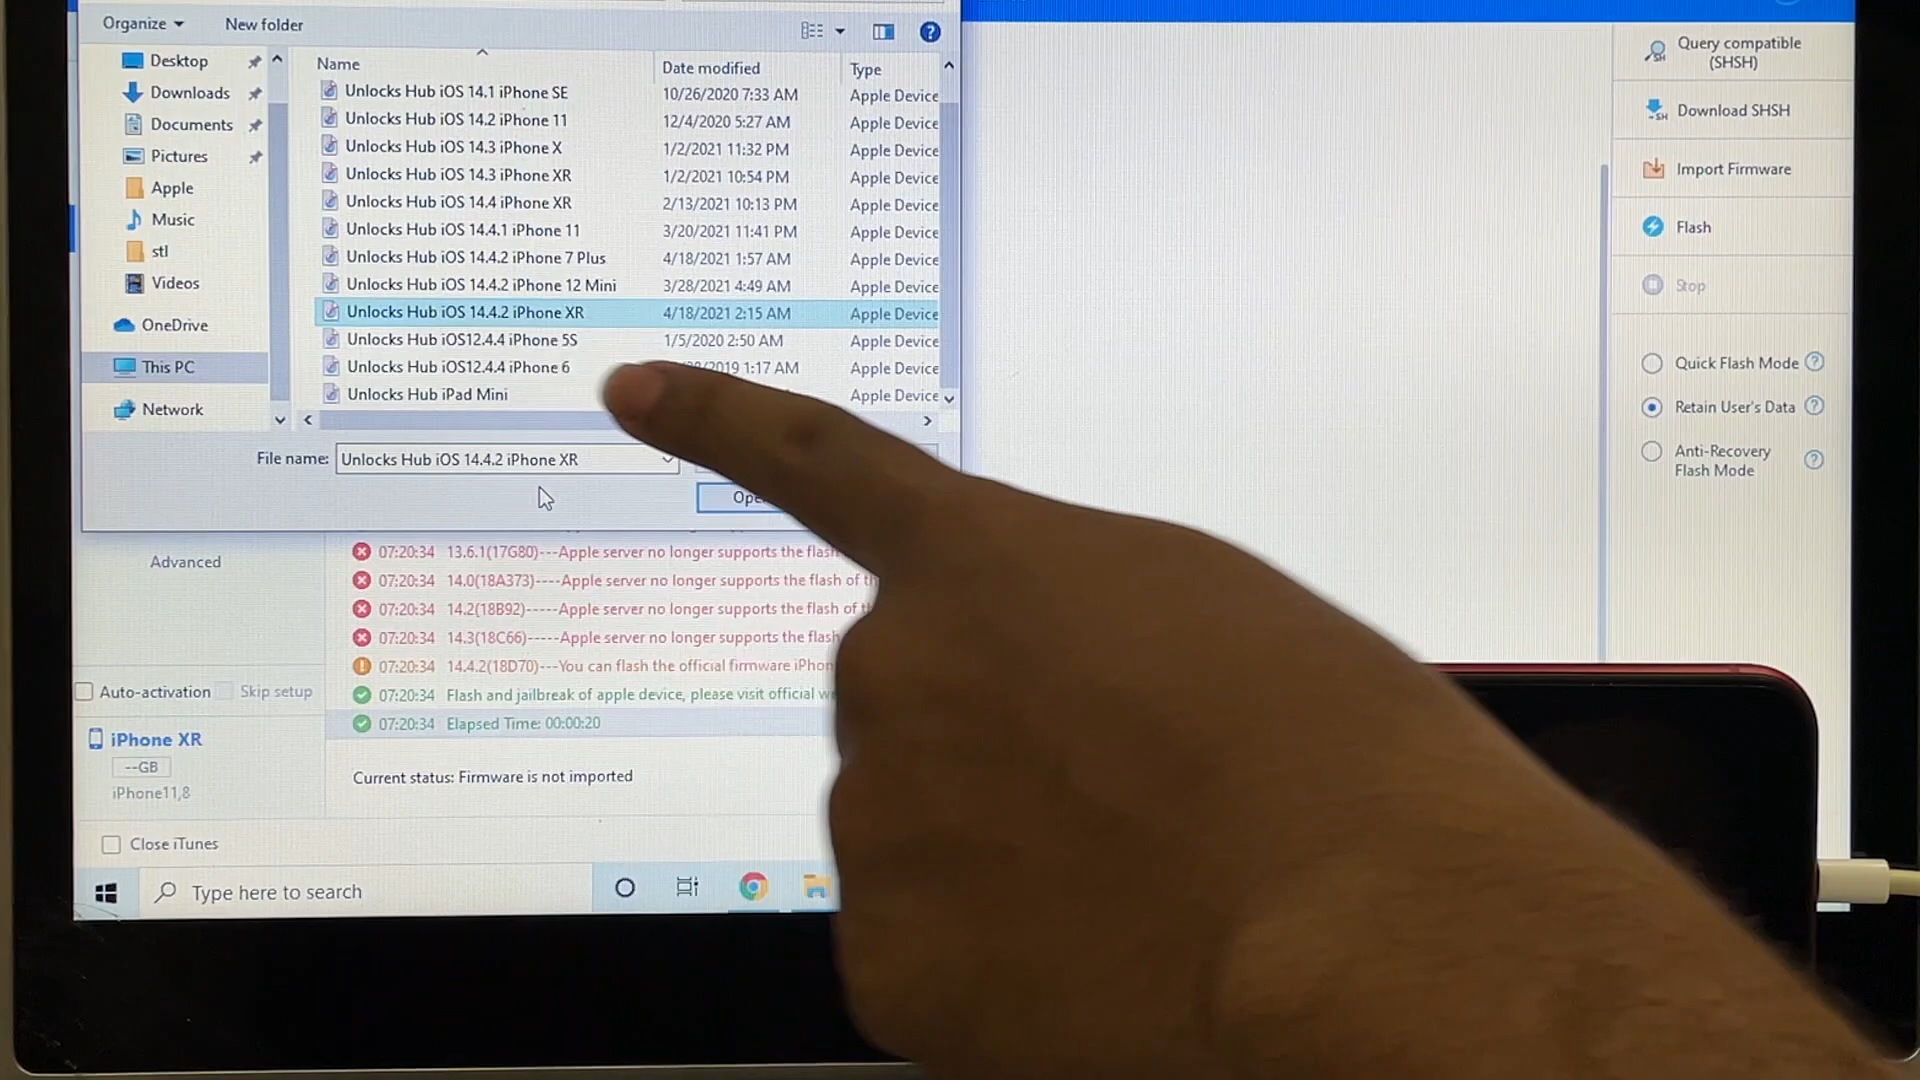 Organize
New folder
Desktop
Downloads
Documents
Pictures
Apple
Music
stl
Videos
OneDrive
This PC
Network
Name
Date modified
Type
Unlocks Hub iOS 14.1 iPhone SE 10/26/2020 7:33 AM Apple Device
Unlocks Hub iOS 14.2 iPhone 11 12/4/2020 5:27 AM Apple Device
Unlocks Hub iOS 14.3 iPhone X 1/2/2021 11:32 PM Apple Device
Unlocks Hub iOS 14.3 iPhone XR 1/2/2021 10:54 PM Apple Device
Unlocks Hub iOS 14.4 iPhone XR 2/13/2021 10:13 PM Apple Device
Unlocks Hub iOS 14.4.1 iPhone 11 3/20/2021 11:41 PM Apple Device
Unlocks Hub iOS 14.4.2 iPhone 7 Plus 4/18/2021 1:57 AM Apple Device
Unlocks Hub iOS 14.4.2 iPhone 12 Mini 3/28/2021 4:49 AM Apple Device
Unlocks Hub iOS 14.4.2 iPhone XR 4/18/2021 2:15 AM Apple Device
Unlocks Hub iOS12.4.4 iPhone 5S 1/5/2020 2:50 AM Apple Device
Unlocks Hub iOS12.4.4 iPhone 6 /2019 1:17 AM Apple Device
Unlocks Hub iPad Mini Apple Device
File name: Unlocks Hub iOS 14.4.2 iPhone XR
Ope
Advanced
07:20:34 13.6.1(17G80)---Apple server no longer supports the flash
07:20:34 14.0(18A373)----Apple server no longer supports the flash of th
07:20:34 14.2(18B92)-----Apple server no longer supports the flash of th
07:20:34 14.3(18C66)-----Apple server no longer supports the flash
07:20:34 14.4.2(18D70)---You can flash the official firmware iPhon
07:20:34 Flash and jailbreak of apple device, please visit official w
07:20:34 Elapsed Time: 00:00:20
Auto-activation
Skip setup
iPhone XR
--GB
iPhone11,8
Current status: Firmware is not imported
Close iTunes
Type here to search
Query compatible
(SHSH)
Download SHSH
Import Firmware
Flash
Stop
Quick Flash Mode
Retain User's Data
Anti-Recovery
Flash Mode